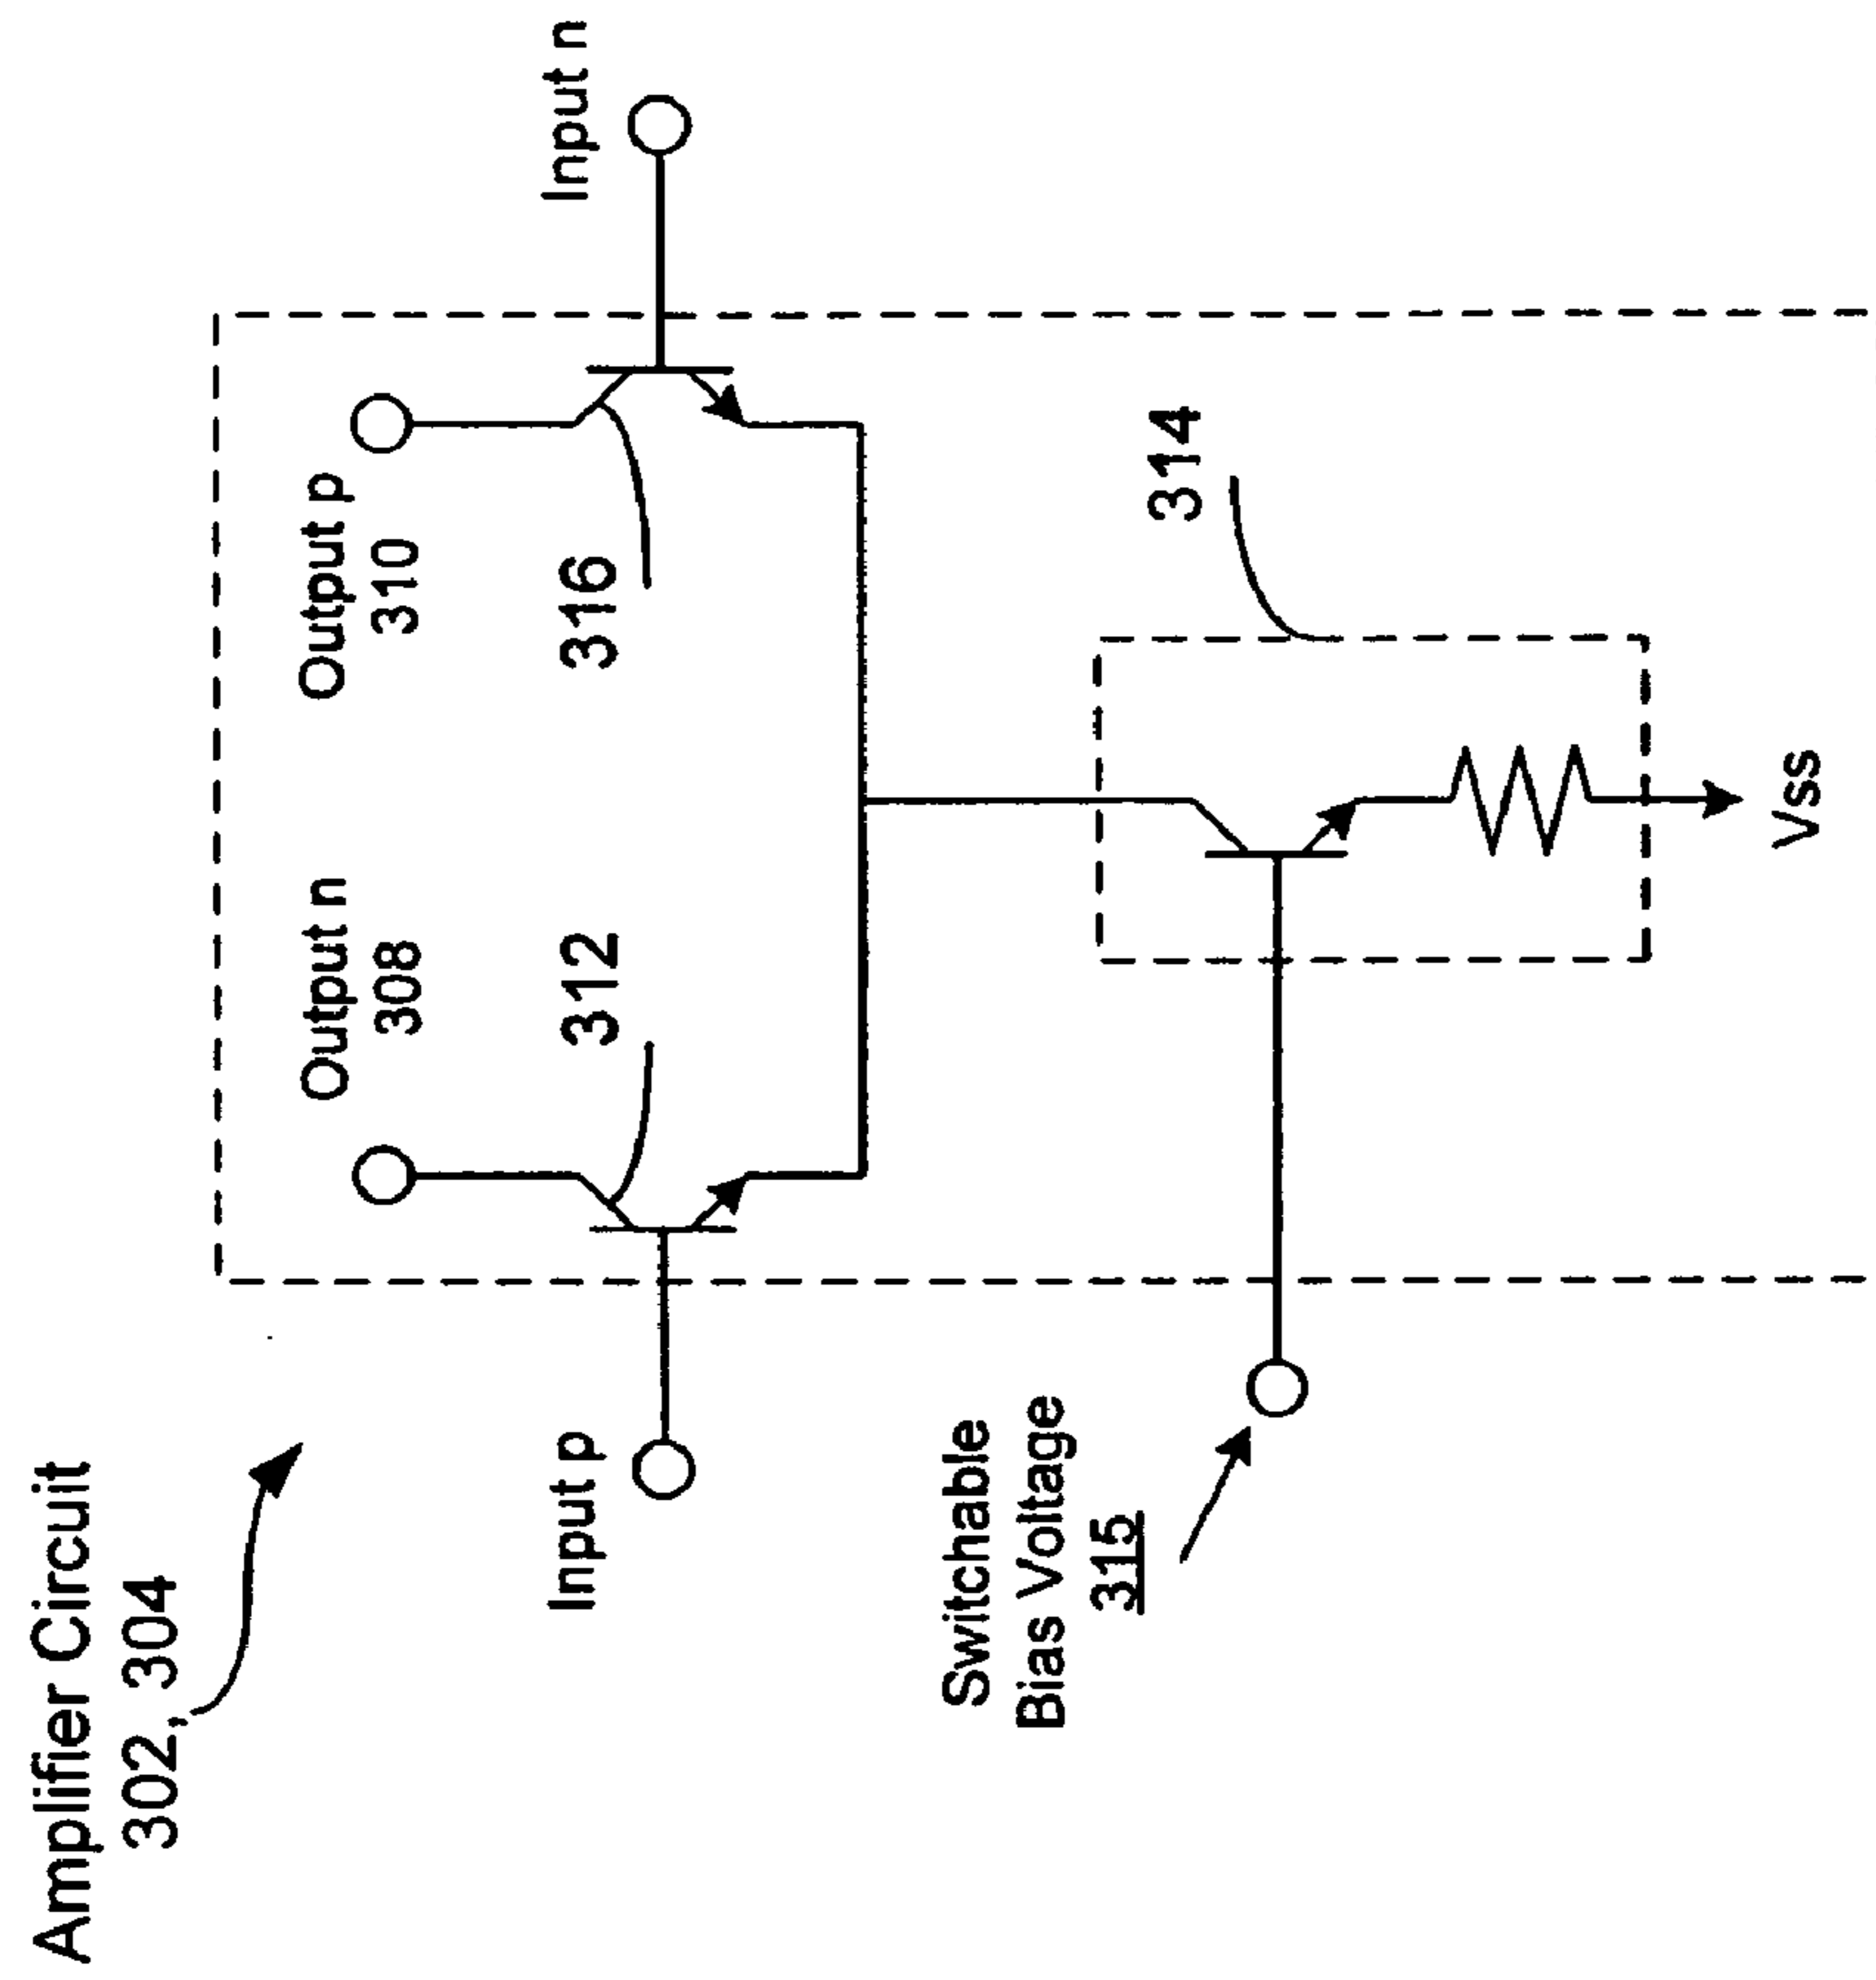 Amplifier Circuit
302, 304
Output n
308
Output p
310
Input p
312
316
Input n
Switchable
Bias Voltage
315
314
Vss